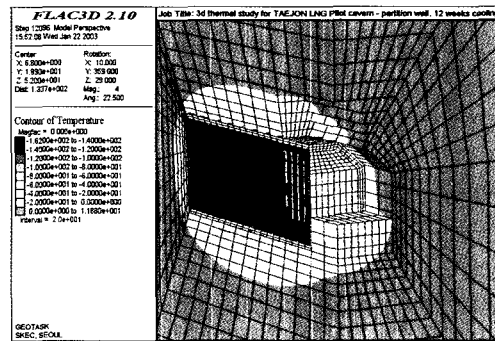 FLAC3D 2.10
Step 12096 Model Perspective
15:57:08 Wed Jan 22 2003
Center:
X: 6.800e+000
Y: 1.990e+001
Z: 5.200e+001
Dist: 1.337e+002
Rotation:
X: 10.000
Y: 359.000
Z: 29.000
Mag.: 4
Ang.: 22.500
Contour of Temperature
Magfac = 0.000e+000
-1.6200e+002 to -1.4000e+002
-1.4000e+002 to -1.2000e+002
-1.2000e+002 to -1.0000e+002
-1.0000e+002 to -8.0000e+001
-8.0000e+001 to -6.0000e+001
-6.0000e+001 to -4.0000e+001
-4.0000e+001 to -2.0000e+001
-2.0000e+001 to 0.0000e+000
0.0000e+000 to 1.1880e+001
Interval = 2.0e+001
GEOTASK
SKEC, SEOUL
Job Title: 3d thermal study for TAEJON LNG Pilot cavern - partition wall, 12 weeks coolin